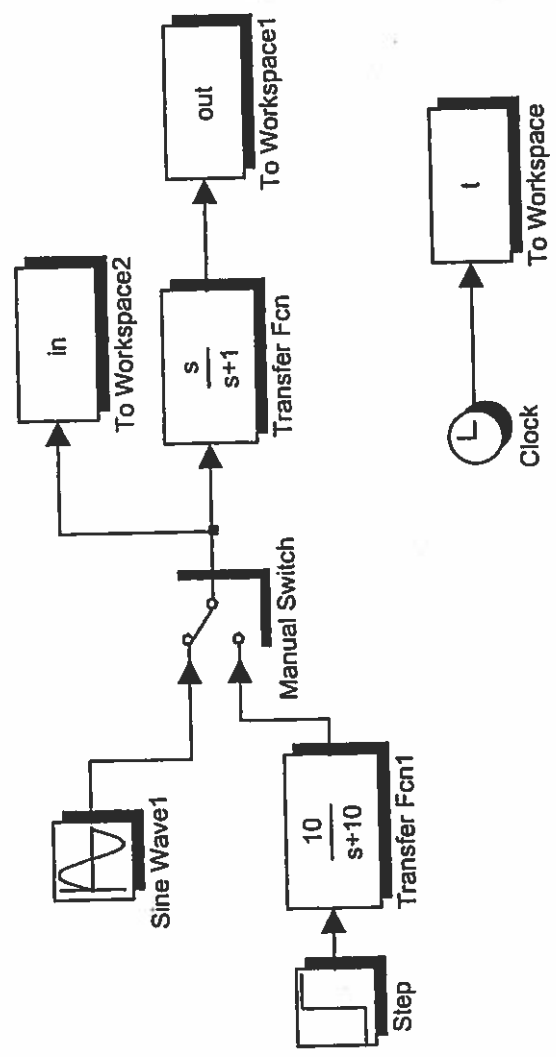 in
To Workspace2
Sine Wave1
Manual Switch
s
s+1
Transfer Fcn
out
To Workspace1
Step
10
s+10
Transfer Fcn1
Clock
t
To Workspace